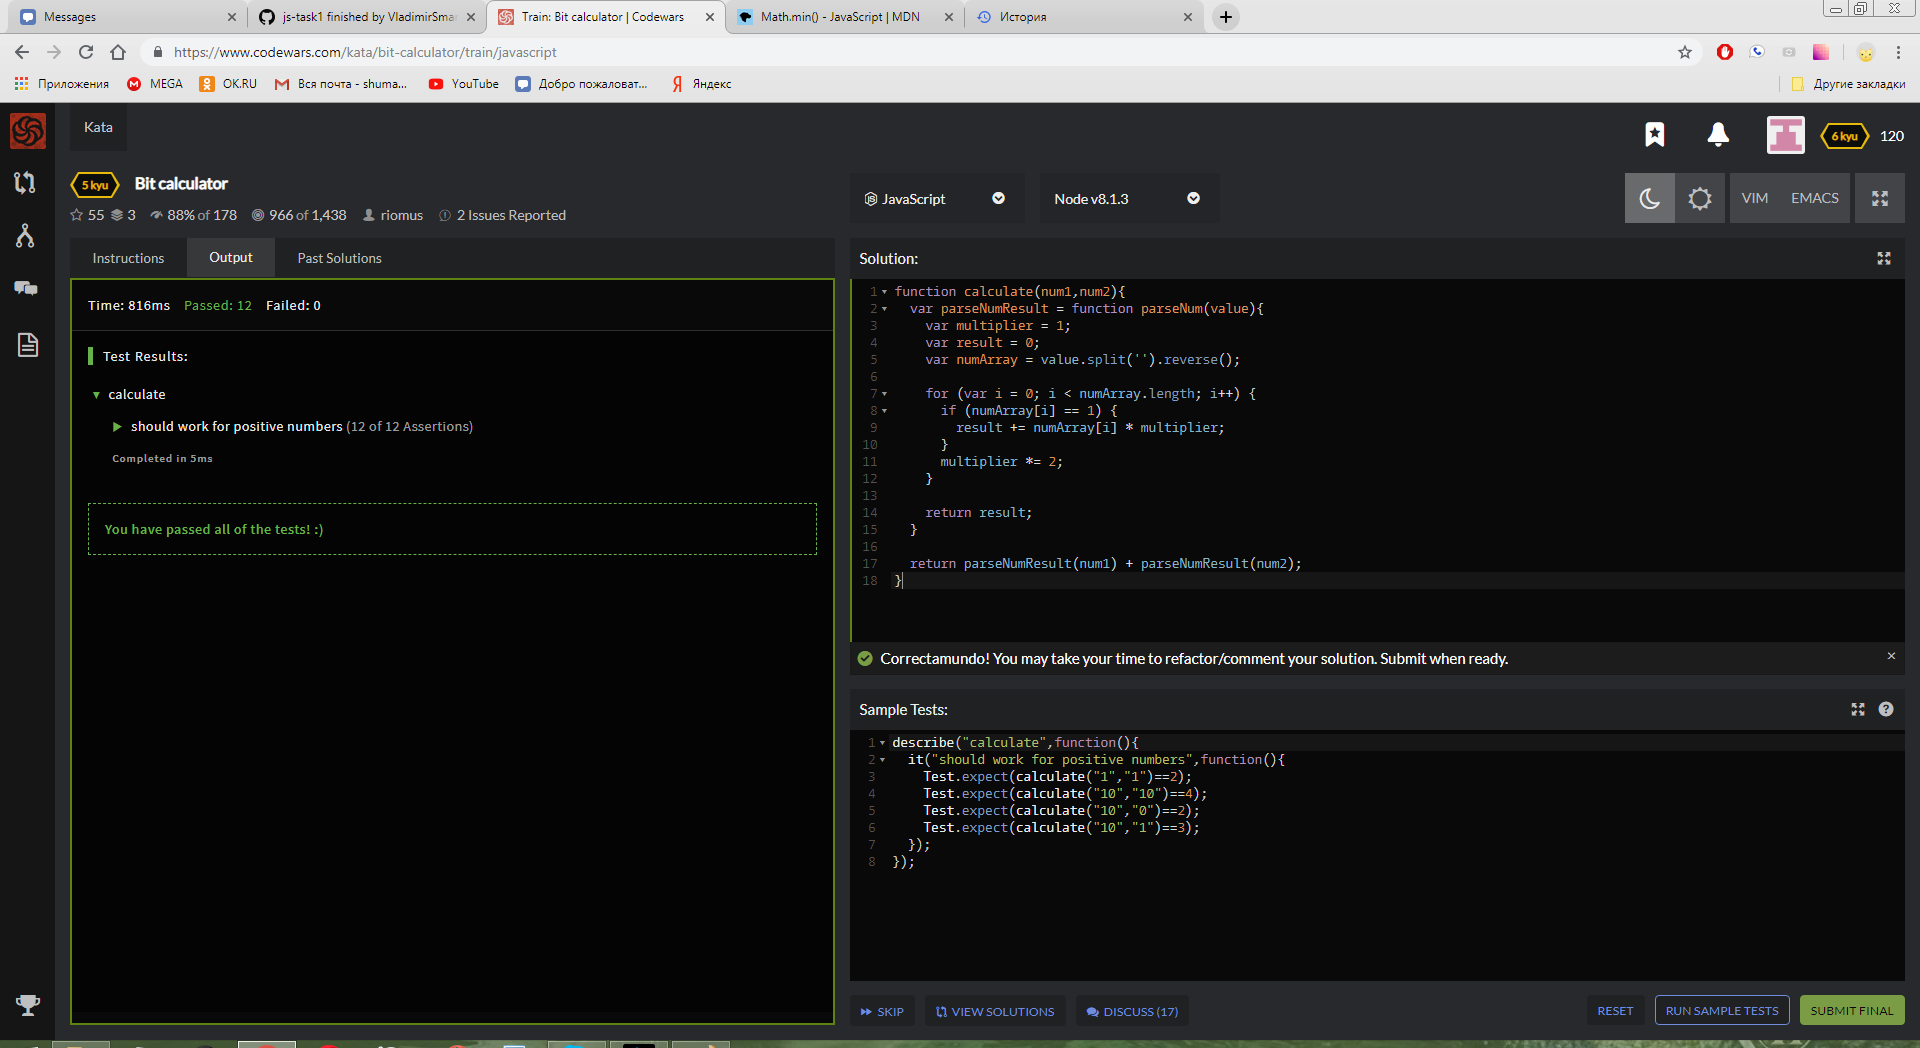 Messages
js-task1 finished by VladimirSmar
Train: Bit calculator | Codewars
Math.min() - JavaScript | MDN
История
https://www.codewars.com/kata/bit-calculator/train/javascript
Приложения
MEGA
OK.RU
Вся почта - shuma...
YouTube
Добро пожаловат...
Яндекс
Другие закладки
Kata
6 kyu
120
5 kyu
Bit calculator
55 3 88% of 178 966 of 1,438 riomus 2 Issues Reported
JavaScript
Node v8.1.3
VIM
EMACS
Instructions
Output
Past Solutions
Time: 816ms Passed: 12 Failed: 0
Test Results:
calculate
should work for positive numbers (12 of 12 Assertions)
Completed in 5ms
You have passed all of the tests! :)
Solution:
1 function calculate(num1,num2){
2 var parseNumResult = function parseNum(value){
3 var multiplier = 1;
4 var result = 0;
5 var numArray = value.split('').reverse();
6
7 for (var i = 0; i < numArray.length; i++) {
8 if (numArray[i] == 1) {
9 result += numArray[i] * multiplier;
10 }
11 multiplier *= 2;
12 }
13
14 return result;
15 }
16
17 return parseNumResult(num1) + parseNumResult(num2);
18 }
Correctamundo! You may take your time to refactor/comment your solution. Submit when ready.
Sample Tests:
1 describe("calculate",function(){
2 it("should work for positive numbers",function(){
3 Test.expect(calculate("1","1")==2);
4 Test.expect(calculate("10","10")==4);
5 Test.expect(calculate("10","0")==2);
6 Test.expect(calculate("10","1")==3);
7 });
8 });
SKIP
VIEW SOLUTIONS
DISCUSS (17)
RESET
RUN SAMPLE TESTS
SUBMIT FINAL